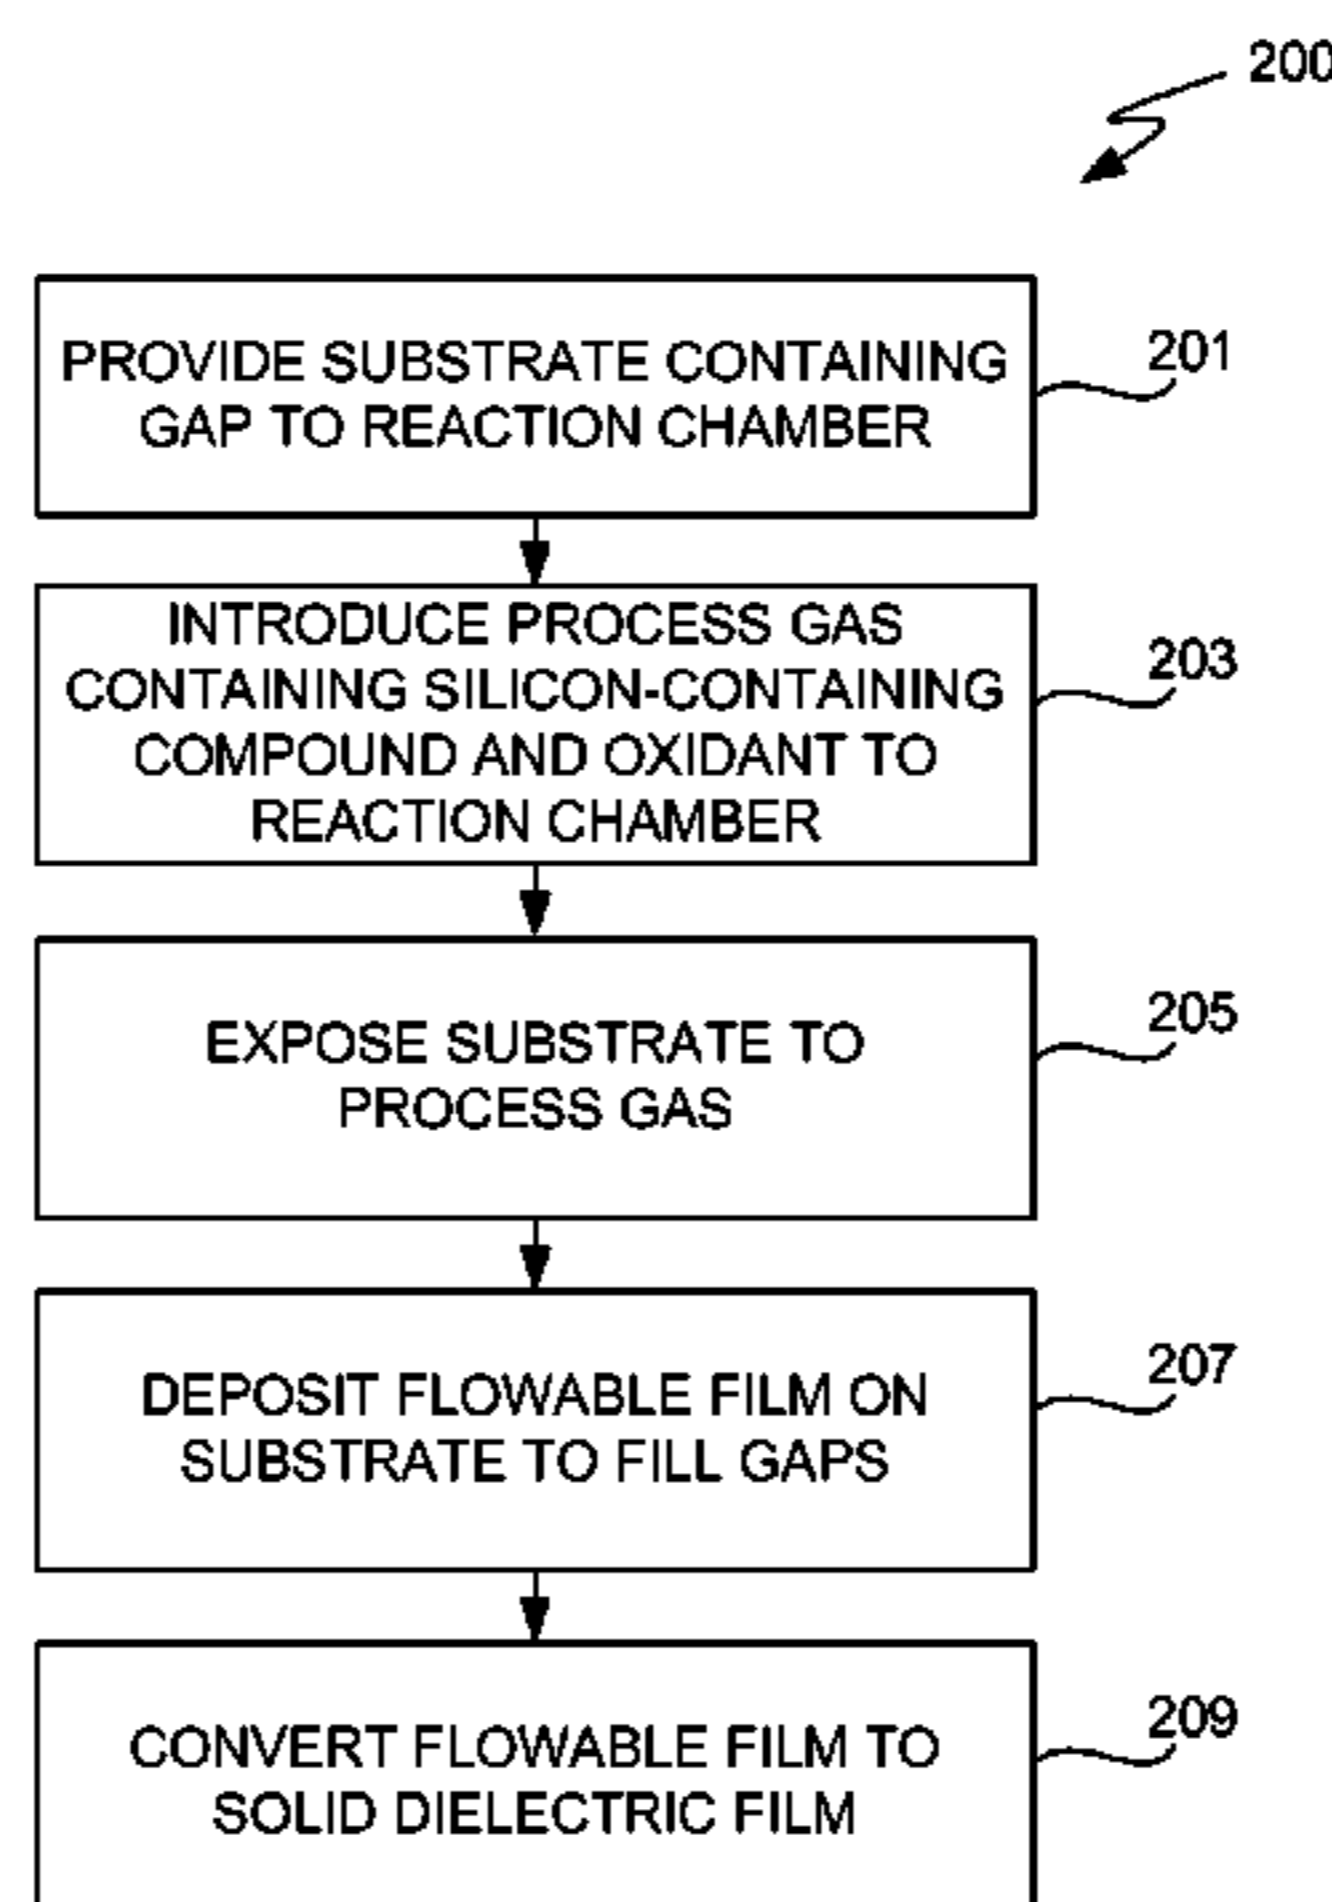 200
PROVIDE SUBSTRATE CONTAINING
GAP TO REACTION CHAMBER
201
INTRODUCE PROCESS GAS
CONTAINING SILICON-CONTAINING
COMPOUND AND OXIDANT TO
REACTION CHAMBER
203
EXPOSE SUBSTRATE TO
PROCESS GAS
205
DEPOSIT FLOWABLE FILM ON
SUBSTRATE TO FILL GAPS
207
CONVERT FLOWABLE FILM TO
SOLID DIELECTRIC FILM
209